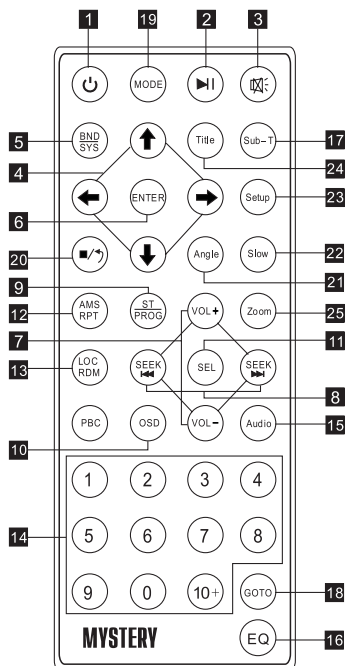 1 19 2 3
MODE
5 BND SYS Title Sub-T 17
4 24
6 ENTER Setup 23
20 Angle Slow 22
9 ST PROG 21
12 AMS RPT VOL+ Zoom 25
7 11
13 LOC RDM SEEK SEL SEEK
8
PBC OSD VOL- Audio 15
10
1 2 3 4
14 5 6 7 8
9 0 10+ GOTO 18
MYSTERY EQ 16